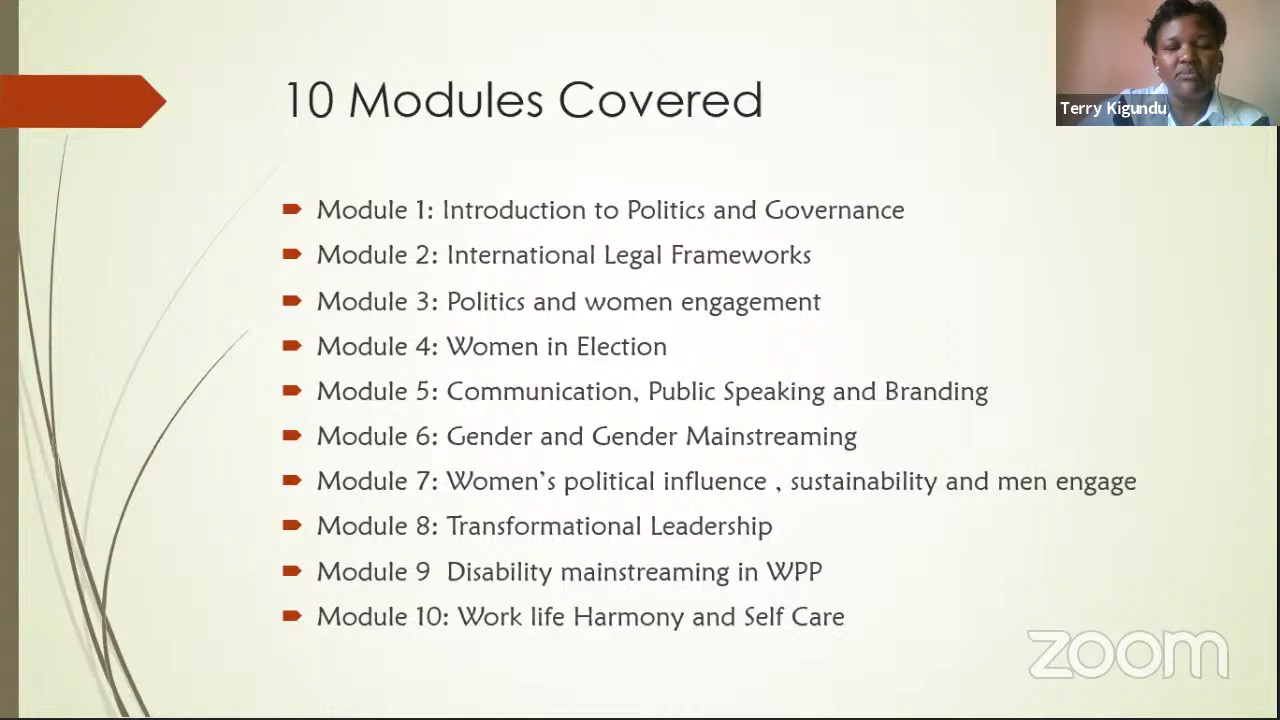 10 Modules Covered
Terry Kigundu
Module 1: Introduction to Politics and Governance
Module 2: International Legal Frameworks
Module 3: Politics and women engagement
Module 4: Women in Election
Module 5: Communication, Public Speaking and Branding
Module 6: Gender and Gender Mainstreaming
Module 7: Women’s political influence , sustainability and men engage
Module 8: Transformational Leadership
Module 9 Disability mainstreaming in WPP
Module 10: Work life Harmony and Self Care
zoom